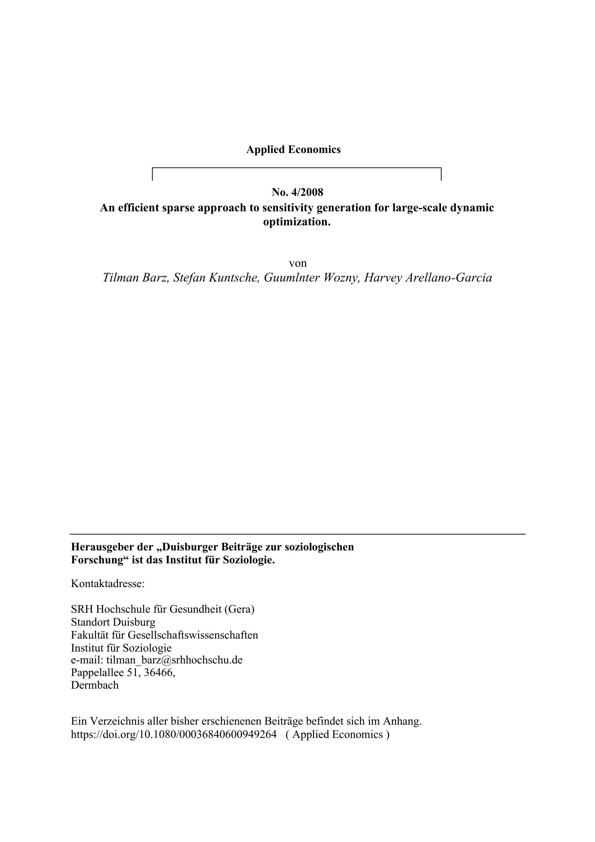 Applied Economics
No. 4/2008
An efficient sparse approach to sensitivity generation for large-scale dynamic
optimization.
von
Tilman Barz, Stefan Kuntsche, Guumlnter Wozny, Harvey Arellano-Garcia
Herausgeber der „Duisburger Beiträge zur soziologischen
Forschung“ ist das Institut für Soziologie.
Kontaktadresse:
SRH Hochschule für Gesundheit (Gera)
Standort Duisburg
Fakultät für Gesellschaftswissenschaften
Institut für Soziologie
e-mail: tilman_barz@srhhochschu.de
Pappelallee 51, 36466,
Dermbach
Ein Verzeichnis aller bisher erschienenen Beiträge befindet sich im Anhang.
https://doi.org/10.1080/00036840600949264 ( Applied Economics )